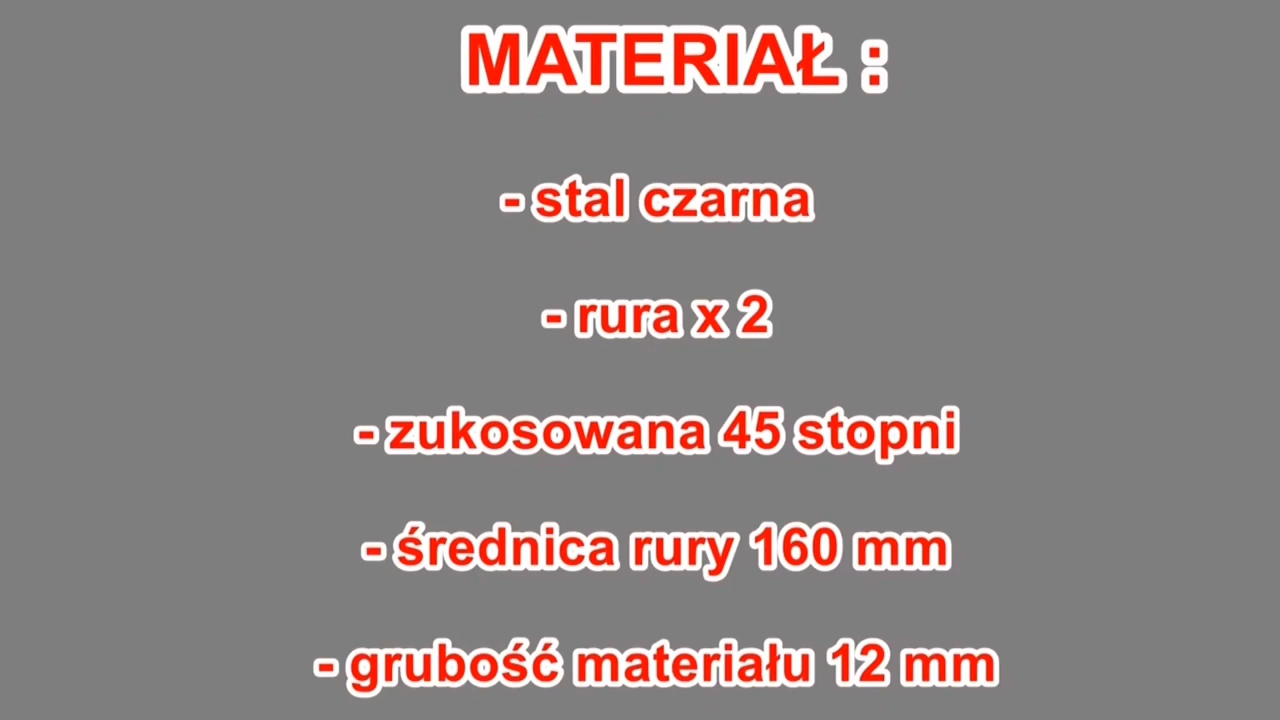 MATERIAŁ :
- stal czarna
- rura x 2
- zukosowana 45 stopni
- średnica rury 160 mm
- grubość materiału 12 mm